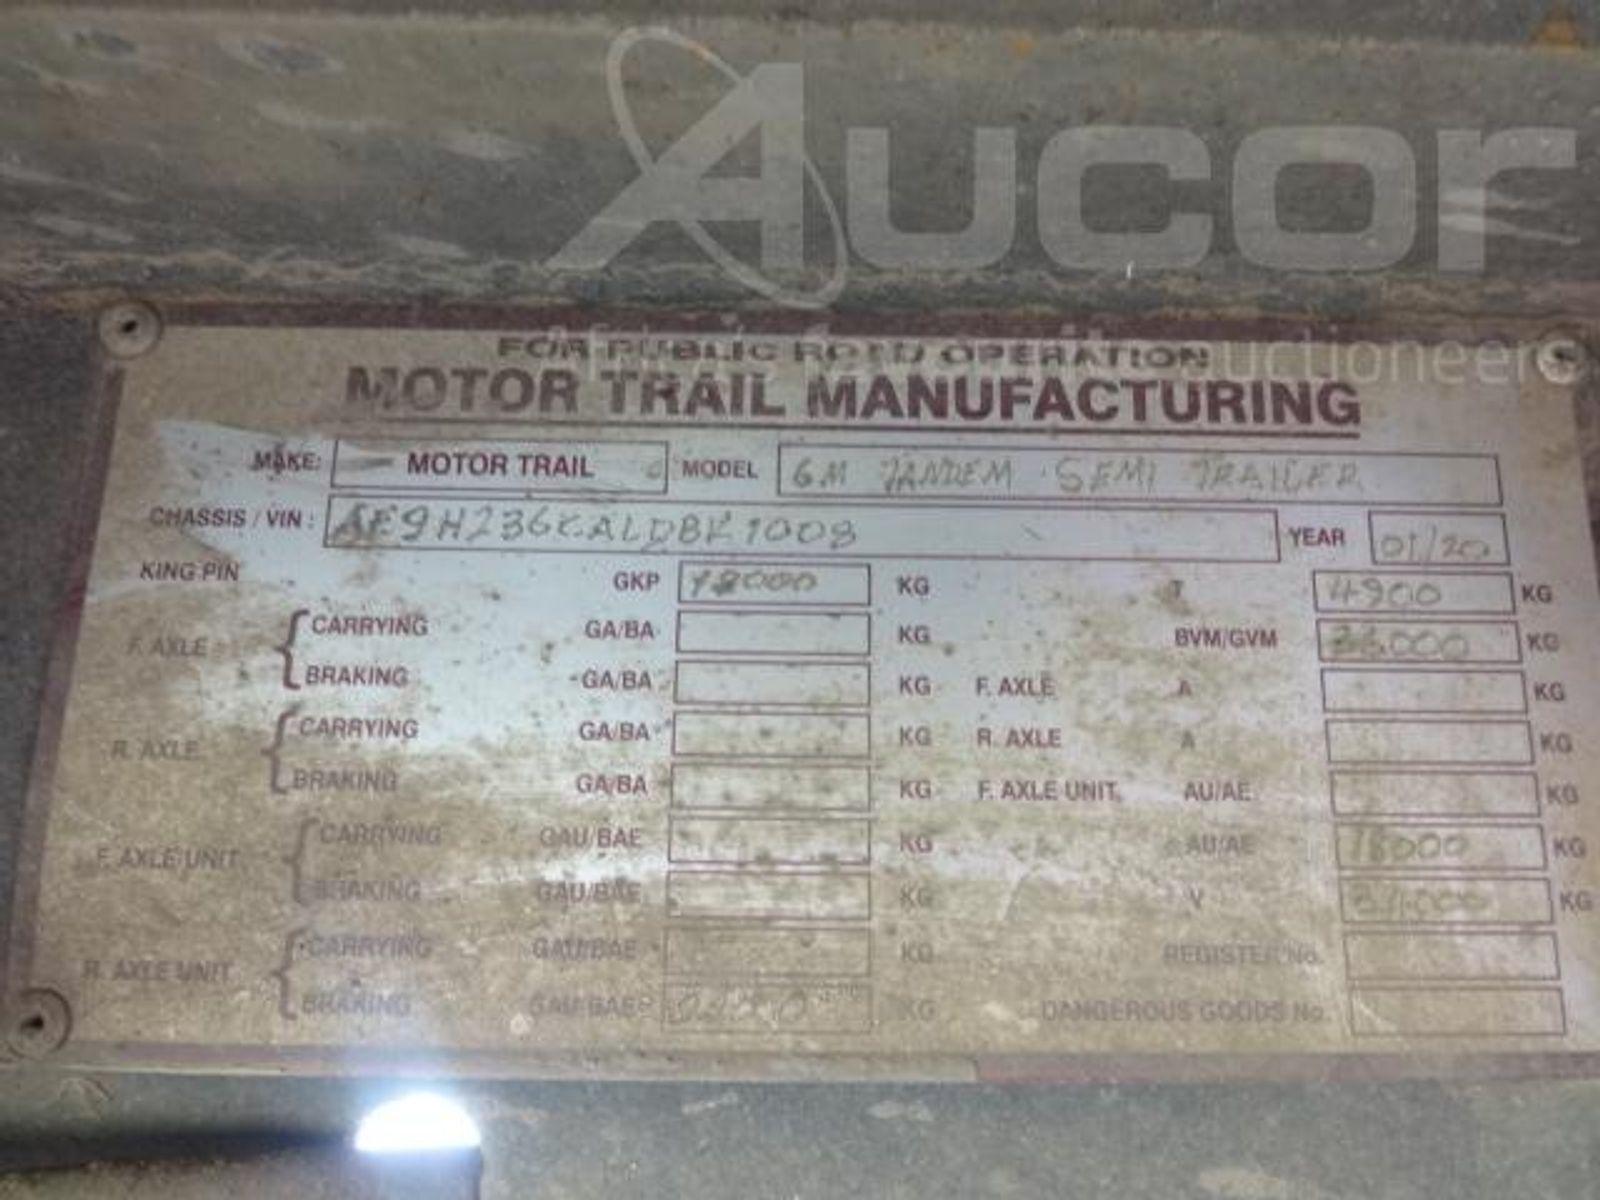 Aucor
FOR PUBLIC ROAD OPERATION
auctioneers
MOTOR TRAIL MANUFACTURING
MAKE: MOTOR TRAIL MODEL 6M TANDEM SEMI TRAILER
CHASSIS / VIN: YEAR 01/20
KING PIN GKP KG T 4900 KG
F. AXLE CARRYING GA/BA KG BVM/GVM KG
BRAKING GA/BA KG F. AXLE A KG
R. AXLE CARRYING GA/BA KG R. AXLE A KG
BRAKING GA/BA KG F. AXLE UNIT AU/AE KG
F. AXLE UNIT CARRYING GAU/BAE KG AU/AE 18000 KG
BRAKING GAU/BAE KG V KG
R. AXLE UNIT CARRYING GAU/BAE KG REGISTER No.
BRAKING GAU/BAE KG DANGEROUS GOODS No.